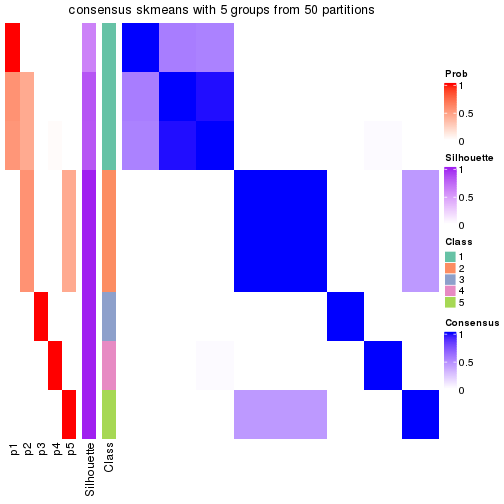 consensus skmeans with 5 groups from 50 partitions
Prob
1
0.5
0
Silhouette
1
0.5
0
Class
1
2
3
4
5
Consensus
1
0.5
0
p1
p2
p3
p4
p5
Silhouette
Class